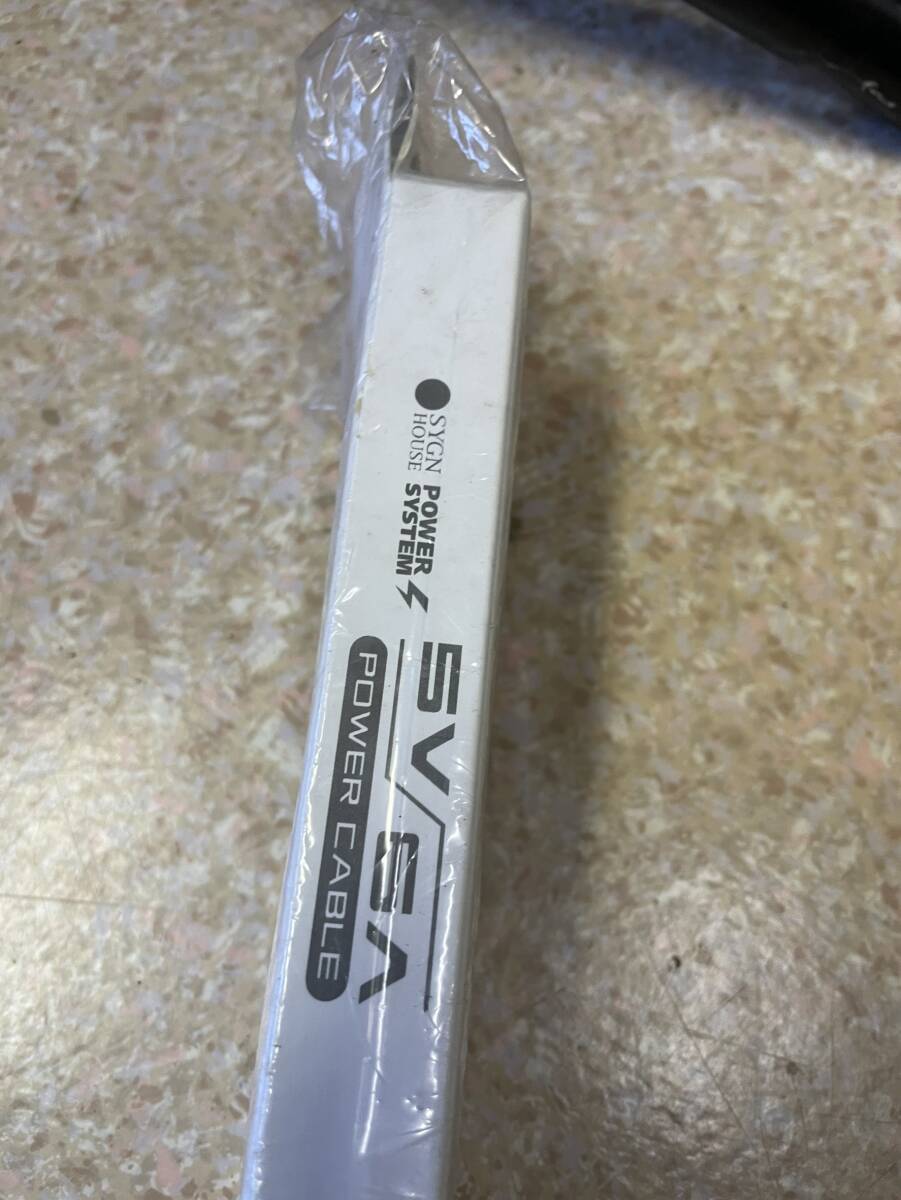 SYGN
HOUSE
POWER
SYSTEM
5V/6A
POWER CABLE